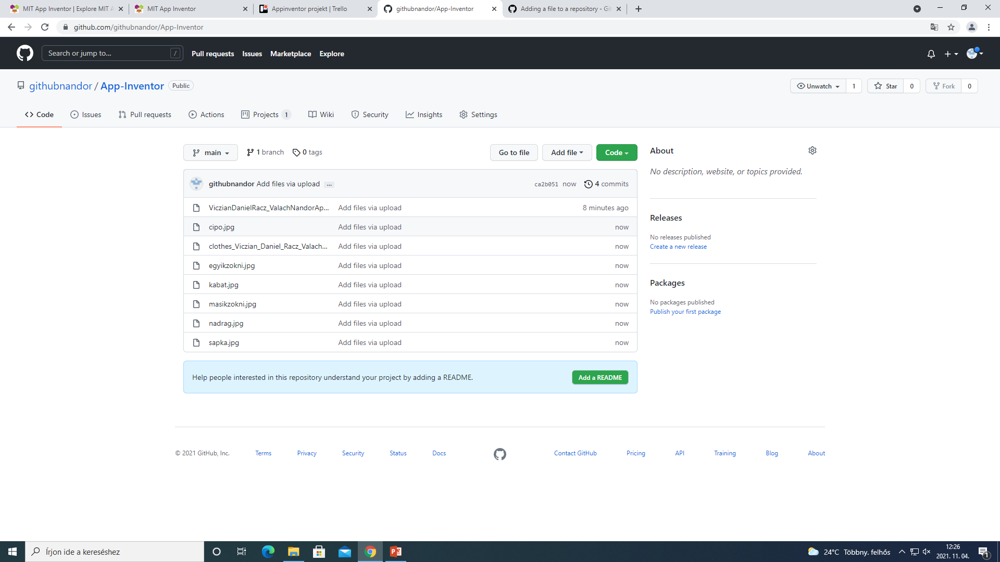 MIT App Inventor | Explore MIT A
MIT App Inventor
Appinventor projekt | Trello
githubnandor/App-Inventor
Adding a file to a repository - Git
github.com/githubnandor/App-Inventor
Search or jump to...
/
Pull requests
Issues
Marketplace
Explore
githubnandor / App-Inventor
Public
Unwatch
1
Star
0
Fork
0
Code
Issues
Pull requests
Actions
Projects 1
Wiki
Security
Insights
Settings
main
1 branch
0 tags
Go to file
Add file
Code
About
No description, website, or topics provided.
githubnandor Add files via upload ...
ca2b051 now
4 commits
ViczianDanielRacz_ValachNandorAp... Add files via upload 8 minutes ago
cipo.jpg Add files via upload now
clothes_Viczian_Daniel_Racz_Valach... Add files via upload now
egyikzokni.jpg Add files via upload now
kabat.jpg Add files via upload now
masikzokni.jpg Add files via upload now
nadrag.jpg Add files via upload now
sapka.jpg Add files via upload now
Releases
No releases published
Create a new release
Packages
No packages published
Publish your first package
Help people interested in this repository understand your project by adding a README.
Add a README
© 2021 GitHub, Inc.
Terms
Privacy
Security
Status
Docs
Contact GitHub
Pricing
API
Training
Blog
About
Írjon ide a kereséshez
24°C Többny. felhős
12:26
2021. 11. 04.
1